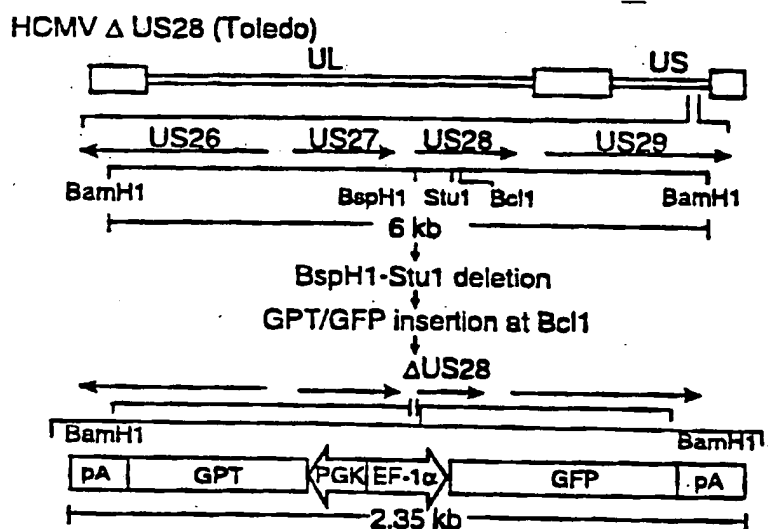 HCMV Δ US28 (Toledo)
UL US
US26 US27 US28 US29
BamH1 BspH1 Stu1 Bcl1 BamH1
6 kb
BspH1-Stu1 deletion
GPT/GFP insertion at Bcl1
ΔUS28
BamH1 BamH1
pA GPT PGK EF-1α GFP pA
2.35 kb